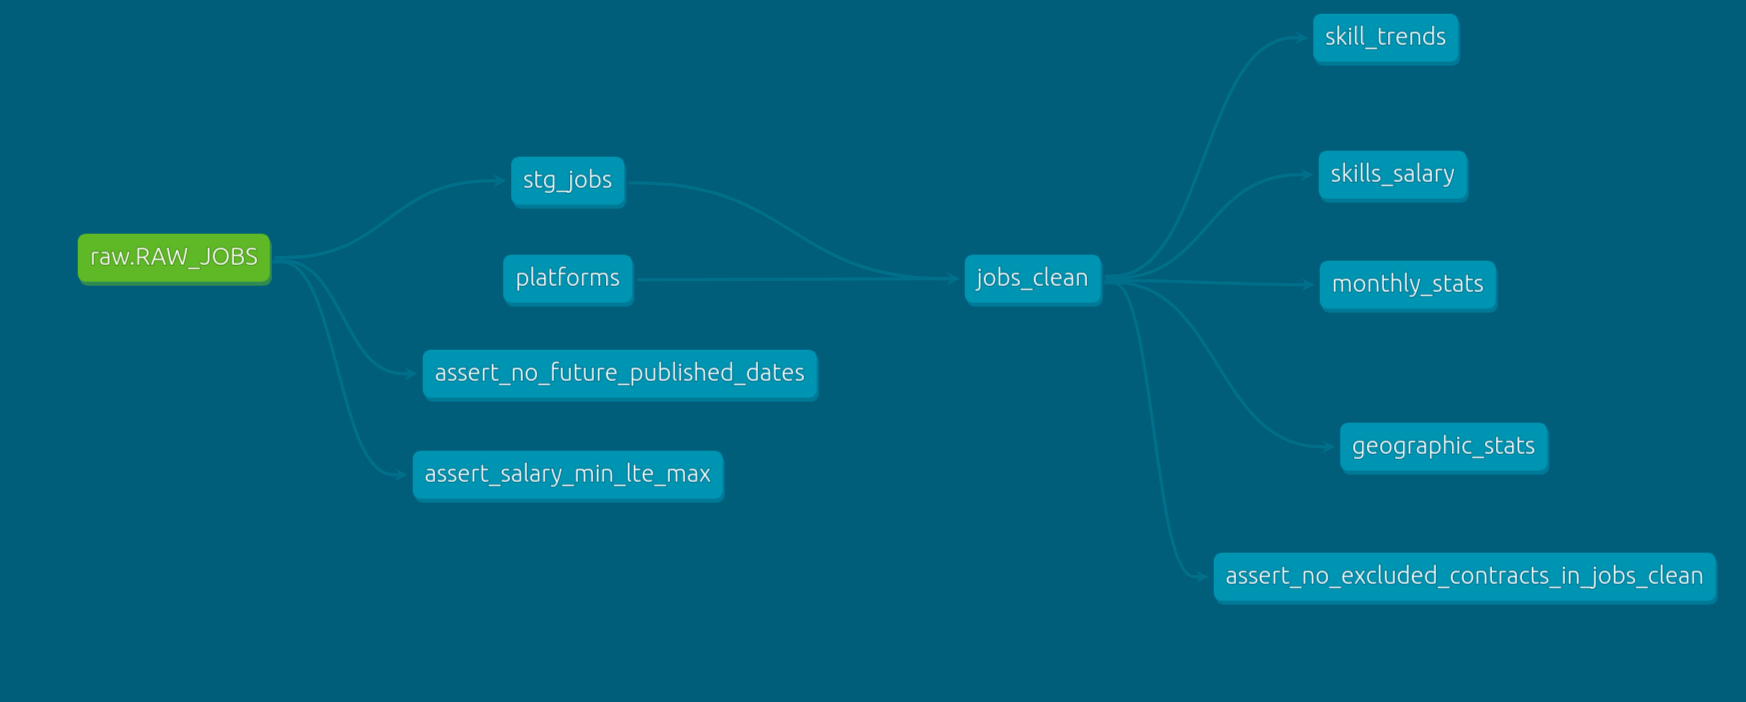 skill_trends
stg_jobs
skills_salary
raw.RAW_JOBS
platforms
jobs_clean
monthly_stats
assert_no_future_published_dates
geographic_stats
assert_salary_min_lte_max
assert_no_excluded_contracts_in_jobs_clean